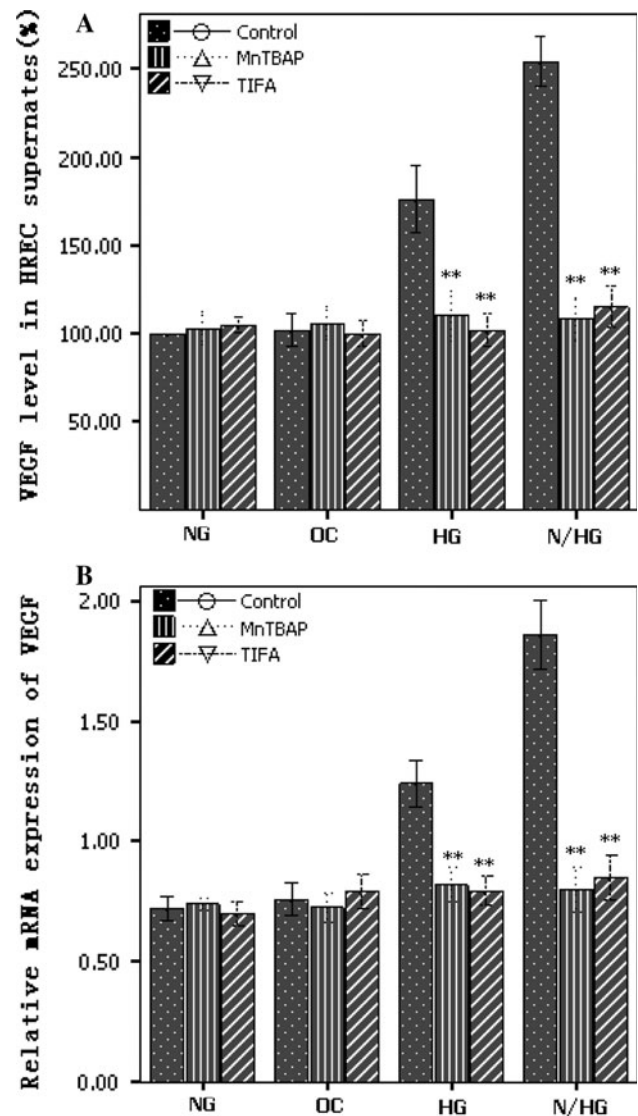 A
Control
MnTBAP
TIFA
VEGF level in HREC supernates(%)
250.00
200.00
150.00
100.00
50.00
** **
** **
NG OC HG N/HG
B
Control
MnTBAP
TIFA
Relative mRNA expression of VEGF
2.00
1.50
1.00
0.50
0.00
** **
** **
NG OC HG N/HG